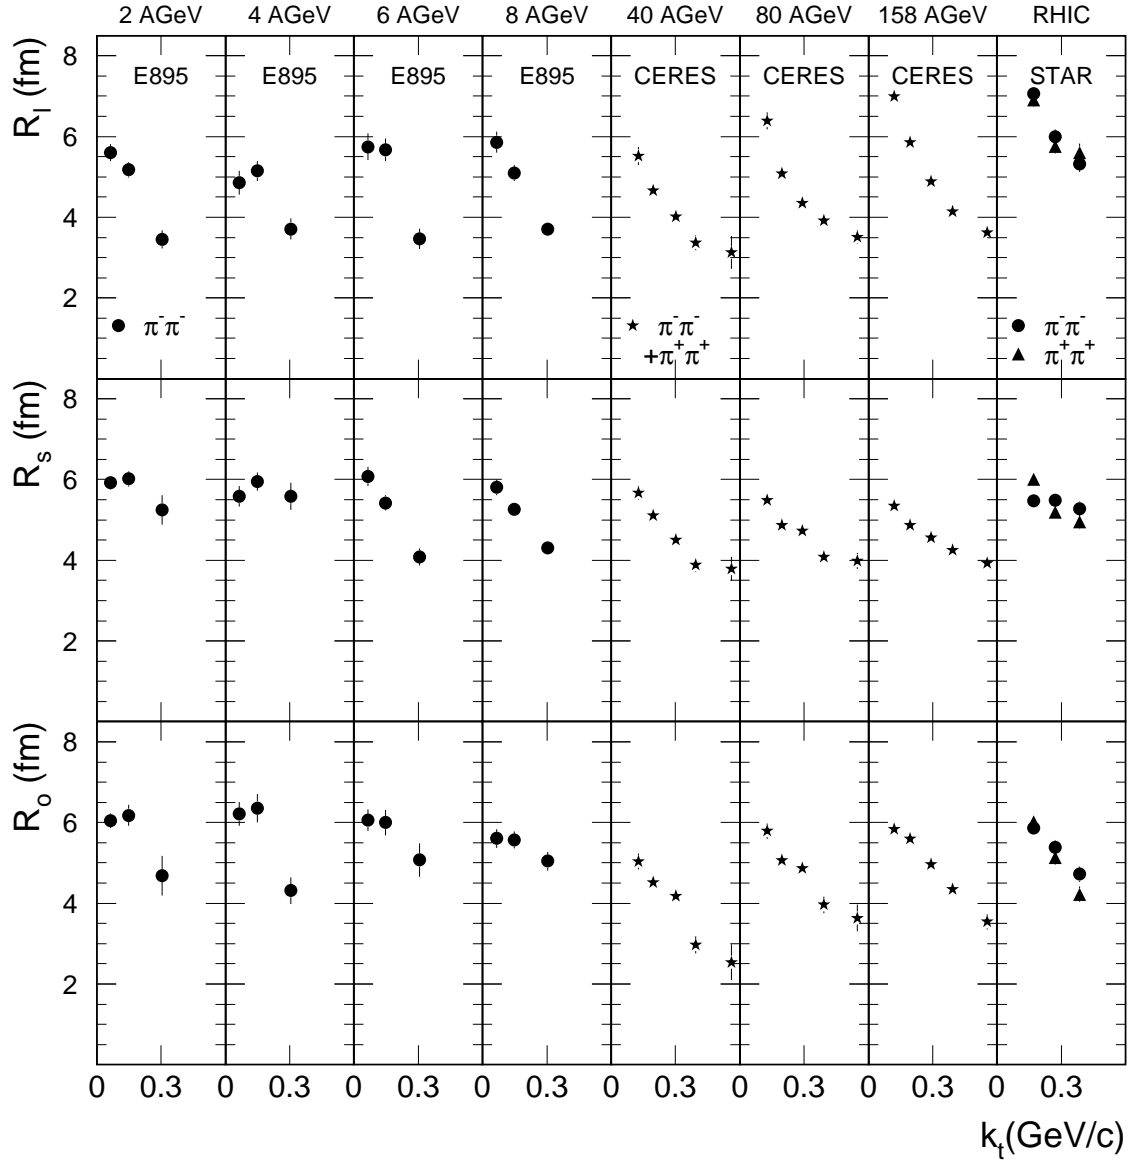 2 AGeV 4 AGeV 6 AGeV 8 AGeV 40 AGeV 80 AGeV 158 AGeV RHIC
R_l (fm)
8
E895 E895 E895 E895 CERES CERES CERES STAR
6
4
2
π⁻π⁻ π⁻π⁻ π⁻π⁻
+π⁺π⁺ π⁺π⁺
R_s (fm)
8
6
4
2
R_o (fm)
8
6
4
2
0 0.3 0 0.3 0 0.3 0 0.3 0 0.3 0 0.3 0 0.3 0 0.3
k_t(GeV/c)